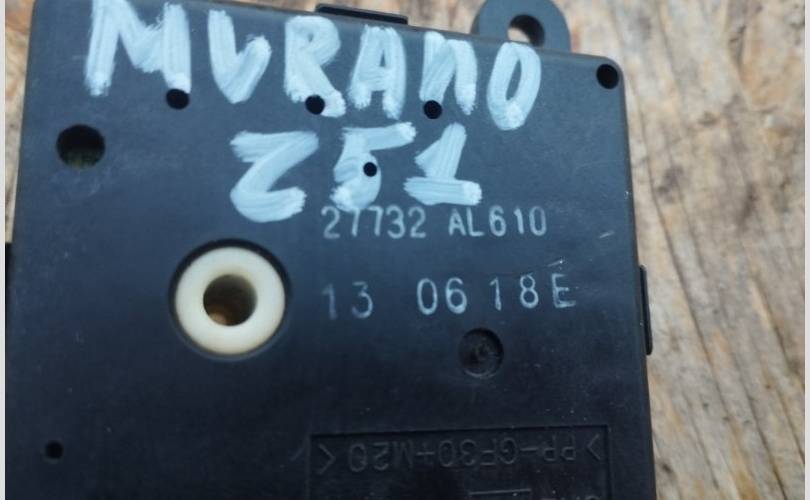 MURANO
Z51
27732 AL610
13 0618E
>PP-GF30+M20<